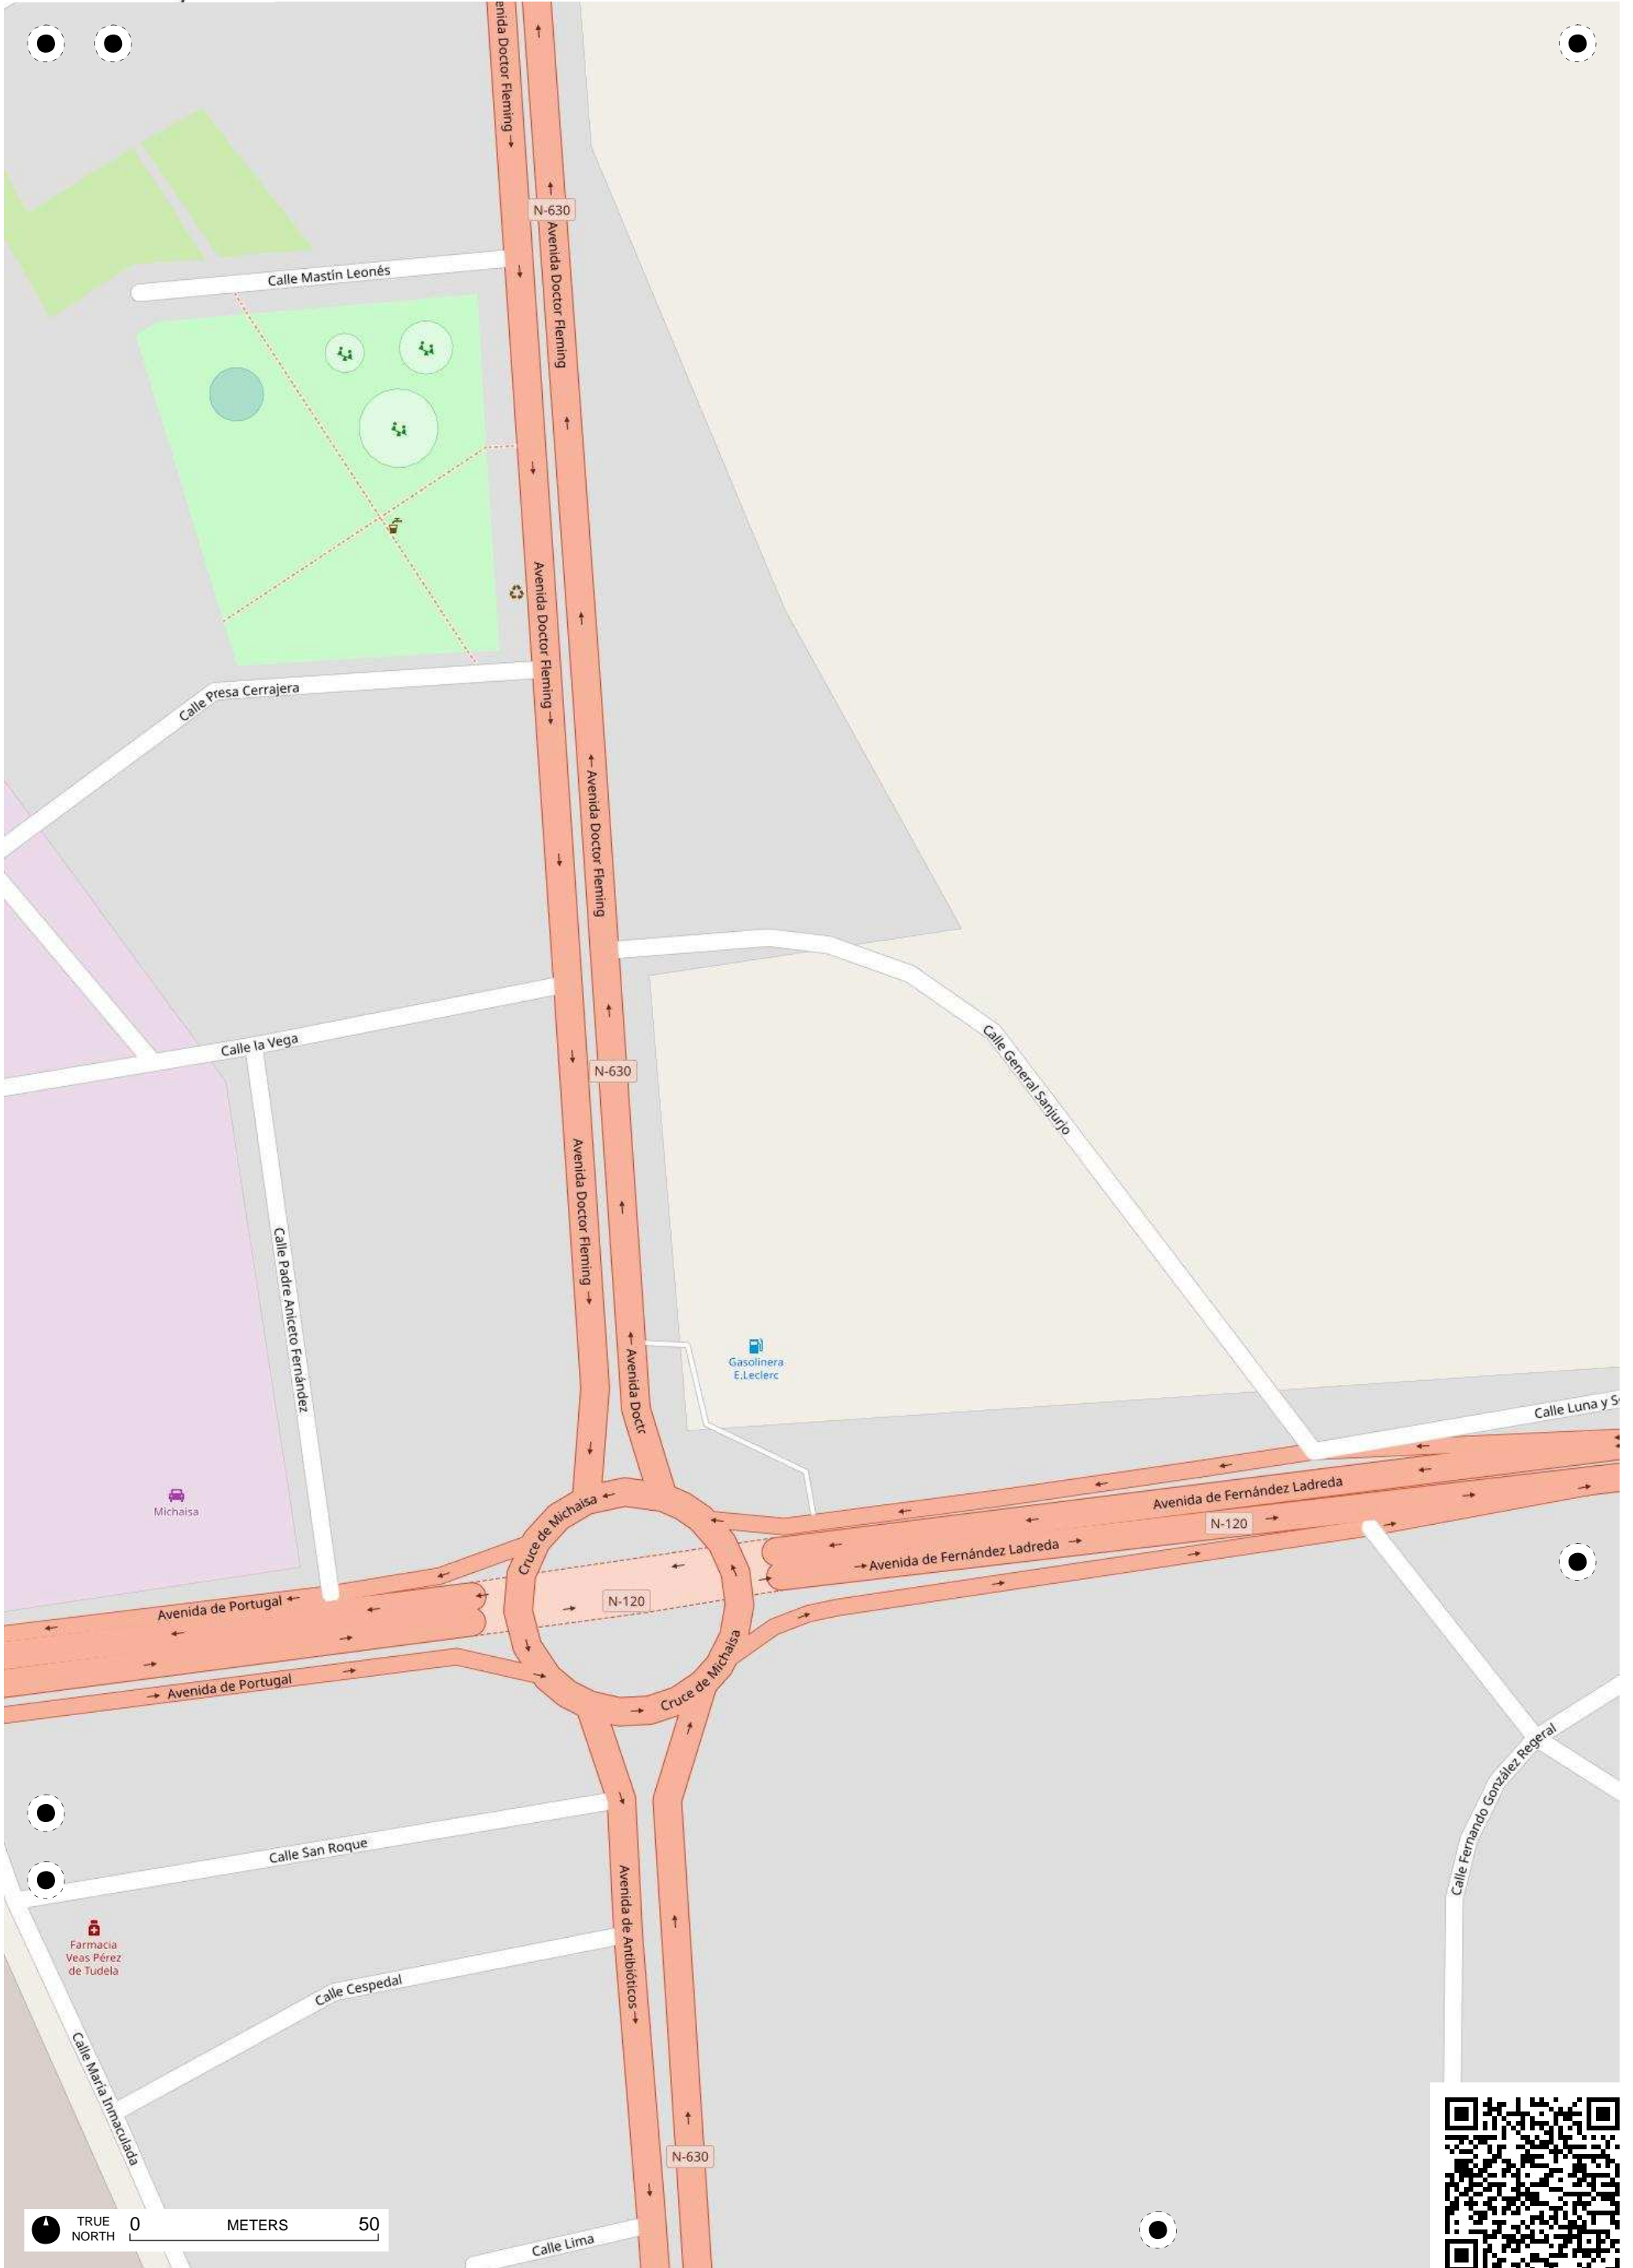 enida Doctor Fleming →
N-630
Avenida Doctor Fleming
Calle Mastín Leonés
Avenida Doctor Fleming →
Calle Presa Cerrajera
← Avenida Doctor Fleming
Calle General Sanjurjo
Calle la Vega
N-630
Avenida Doctor Fleming →
Calle Padre Aniceto Fernández
← Avenida Docto
Gasolinera
E.Leclerc
Calle Luna y S
Michaisa
Cruce de Michaisa
Avenida de Fernández Ladreda
N-120
→ Avenida de Fernández Ladreda →
N-120
Avenida de Portugal ←
→ Avenida de Portugal
Cruce de Michaisa
Calle Fernando González Regeral
Calle San Roque
Avenida de Antibióticos →
Farmacia
Veas Pérez
de Tudela
Calle Cespedal
Calle María Inmaculada
N-630
TRUE
NORTH
0 METERS 50
Calle Lima